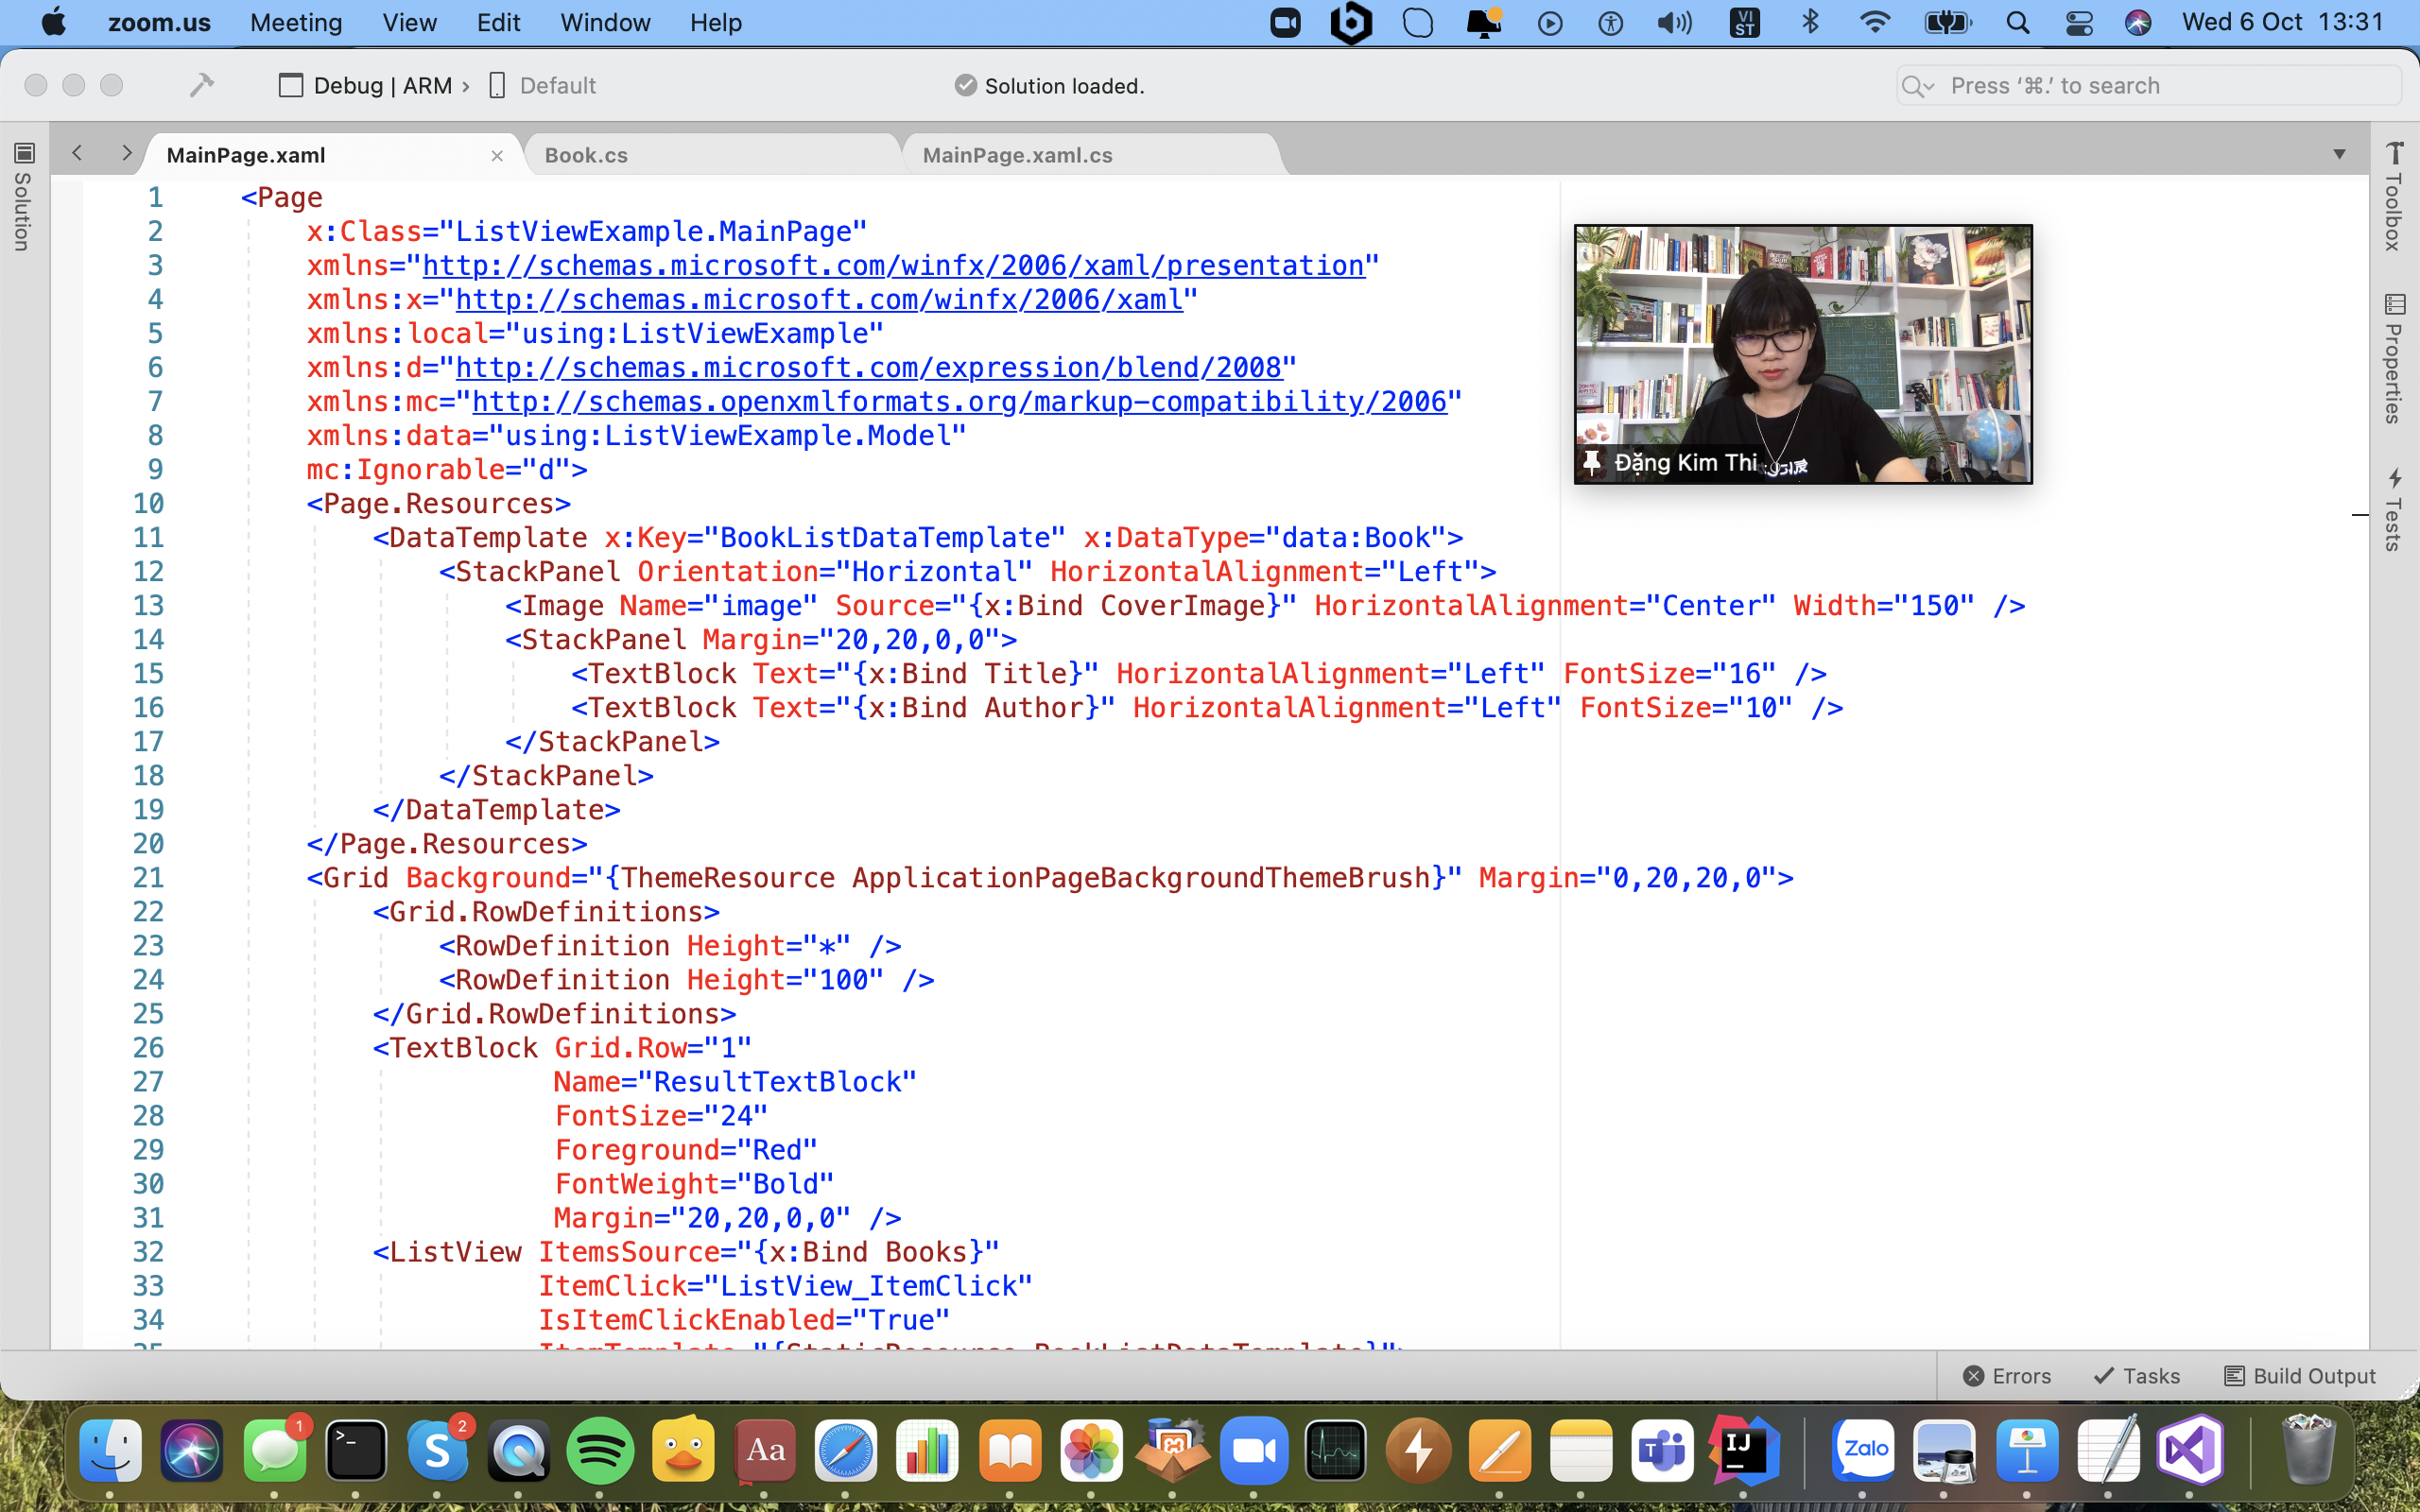 zoom.us Meeting View Edit Window Help VI ST Wed 6 Oct 13:31
Debug | ARM › Default Solution loaded. Press ‘⌘.’ to search
MainPage.xaml × Book.cs MainPage.xaml.cs
Solution
Toolbox
Properties
Tests
1 <Page
2 x:Class="ListViewExample.MainPage"
3 xmlns="http://schemas.microsoft.com/winfx/2006/xaml/presentation"
4 xmlns:x="http://schemas.microsoft.com/winfx/2006/xaml"
5 xmlns:local="using:ListViewExample"
6 xmlns:d="http://schemas.microsoft.com/expression/blend/2008"
7 xmlns:mc="http://schemas.openxmlformats.org/markup-compatibility/2006"
8 xmlns:data="using:ListViewExample.Model"
9 mc:Ignorable="d">
10 <Page.Resources>
11 <DataTemplate x:Key="BookListDataTemplate" x:DataType="data:Book">
12 <StackPanel Orientation="Horizontal" HorizontalAlignment="Left">
13 <Image Name="image" Source="{x:Bind CoverImage}" HorizontalAlignment="Center" Width="150" />
14 <StackPanel Margin="20,20,0,0">
15 <TextBlock Text="{x:Bind Title}" HorizontalAlignment="Left" FontSize="16" />
16 <TextBlock Text="{x:Bind Author}" HorizontalAlignment="Left" FontSize="10" />
17 </StackPanel>
18 </StackPanel>
19 </DataTemplate>
20 </Page.Resources>
21 <Grid Background="{ThemeResource ApplicationPageBackgroundThemeBrush}" Margin="0,20,20,0">
22 <Grid.RowDefinitions>
23 <RowDefinition Height="*" />
24 <RowDefinition Height="100" />
25 </Grid.RowDefinitions>
26 <TextBlock Grid.Row="1"
27 Name="ResultTextBlock"
28 FontSize="24"
29 Foreground="Red"
30 FontWeight="Bold"
31 Margin="20,20,0,0" />
32 <ListView ItemsSource="{x:Bind Books}"
33 ItemClick="ListView_ItemClick"
34 IsItemClickEnabled="True"
35 ItemTemplate="{StaticResource BookListDataTemplate}">
Đặng Kim Thi
Errors Tasks Build Output
1 2 Aa IJ Zalo